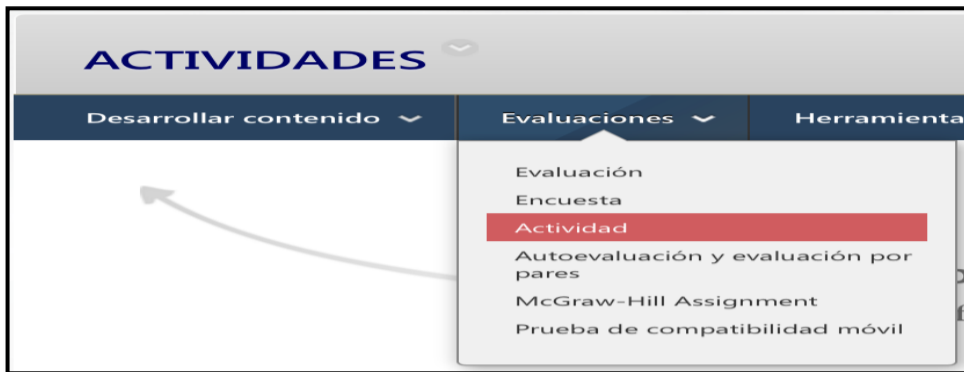 ACTIVIDADES
Desarrollar contenido
Evaluaciones
Herramienta
Evaluación
Encuesta
Actividad
Autoevaluación y evaluación por
pares
McGraw-Hill Assignment
Prueba de compatibilidad móvil